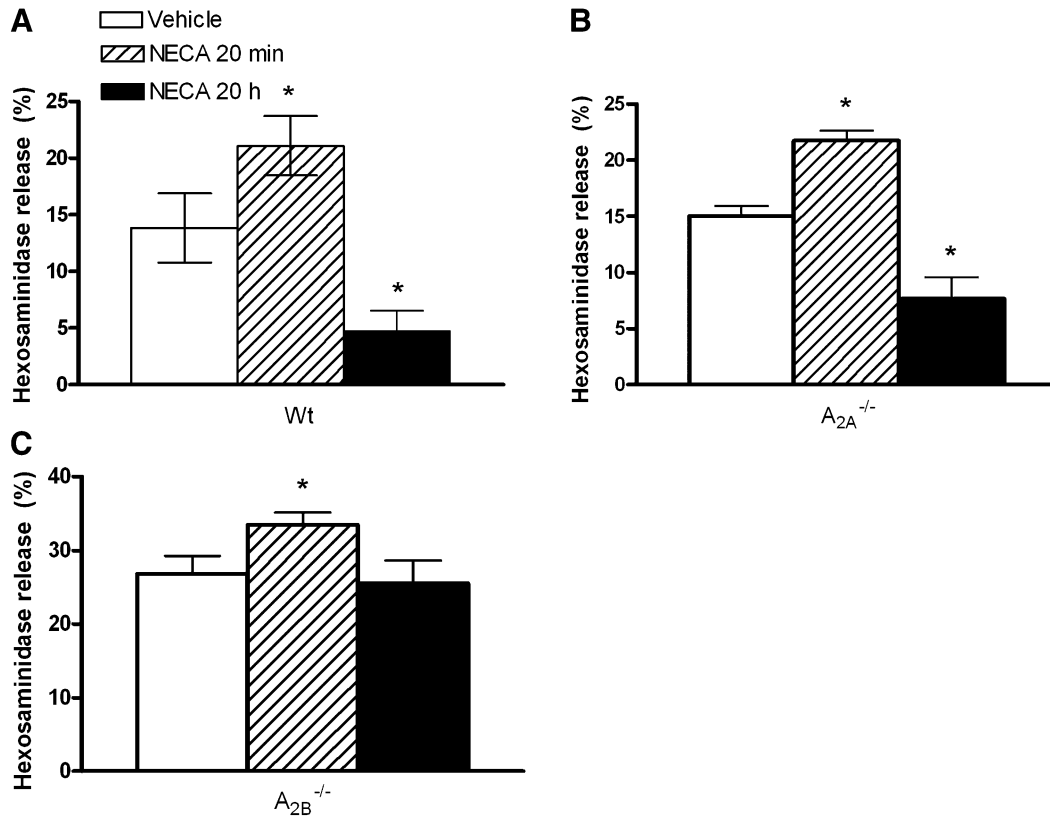 A
Vehicle
NECA 20 min
NECA 20 h
*
*
Hexosaminidase release (%)
25
20
15
10
5
0
Wt
B
*
*
Hexosaminidase release (%)
25
20
15
10
5
0
A2A-/-
C
*
Hexosaminidase release (%)
40
30
20
10
0
A2B-/-